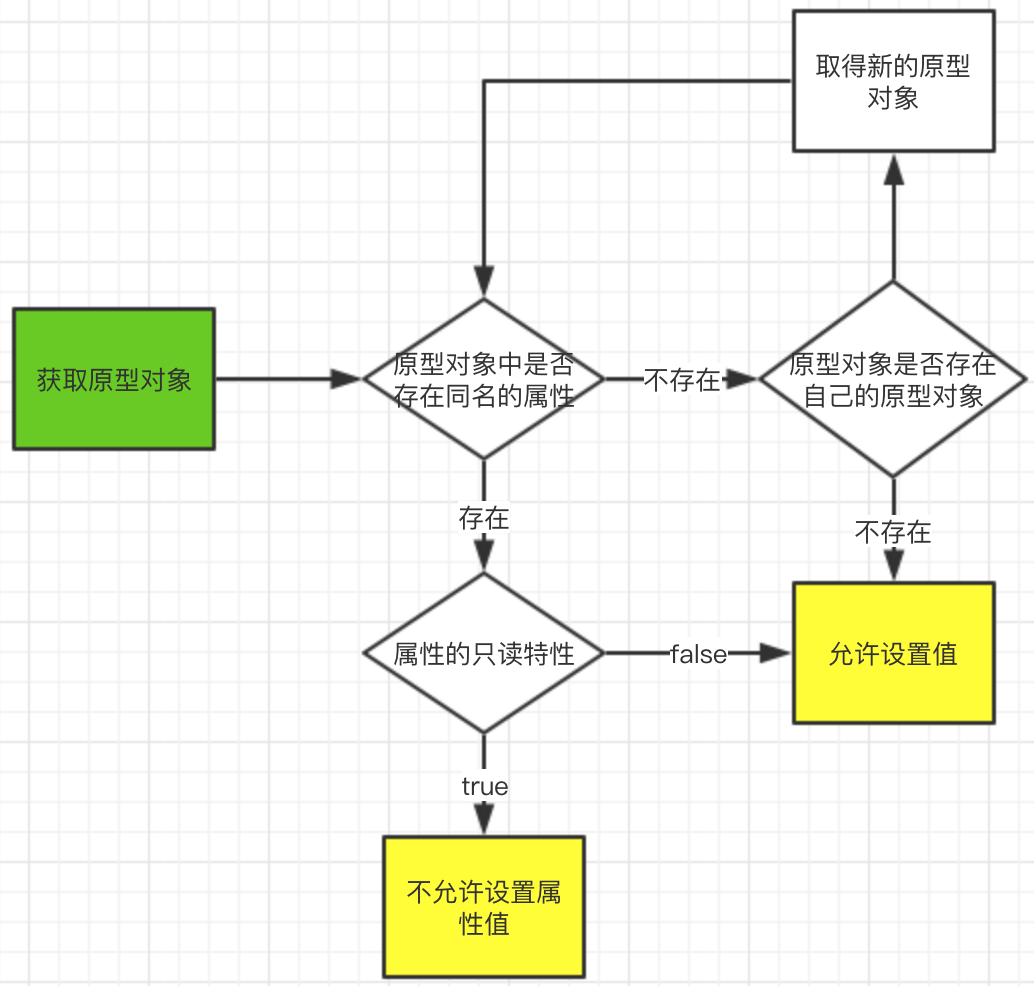 取得新的原型
对象
获取原型对象
原型对象中是否
存在同名的属性
不存在
原型对象是否存在
自己的原型对象
存在
不存在
属性的只读特性
false
允许设置值
true
不允许设置属
性值